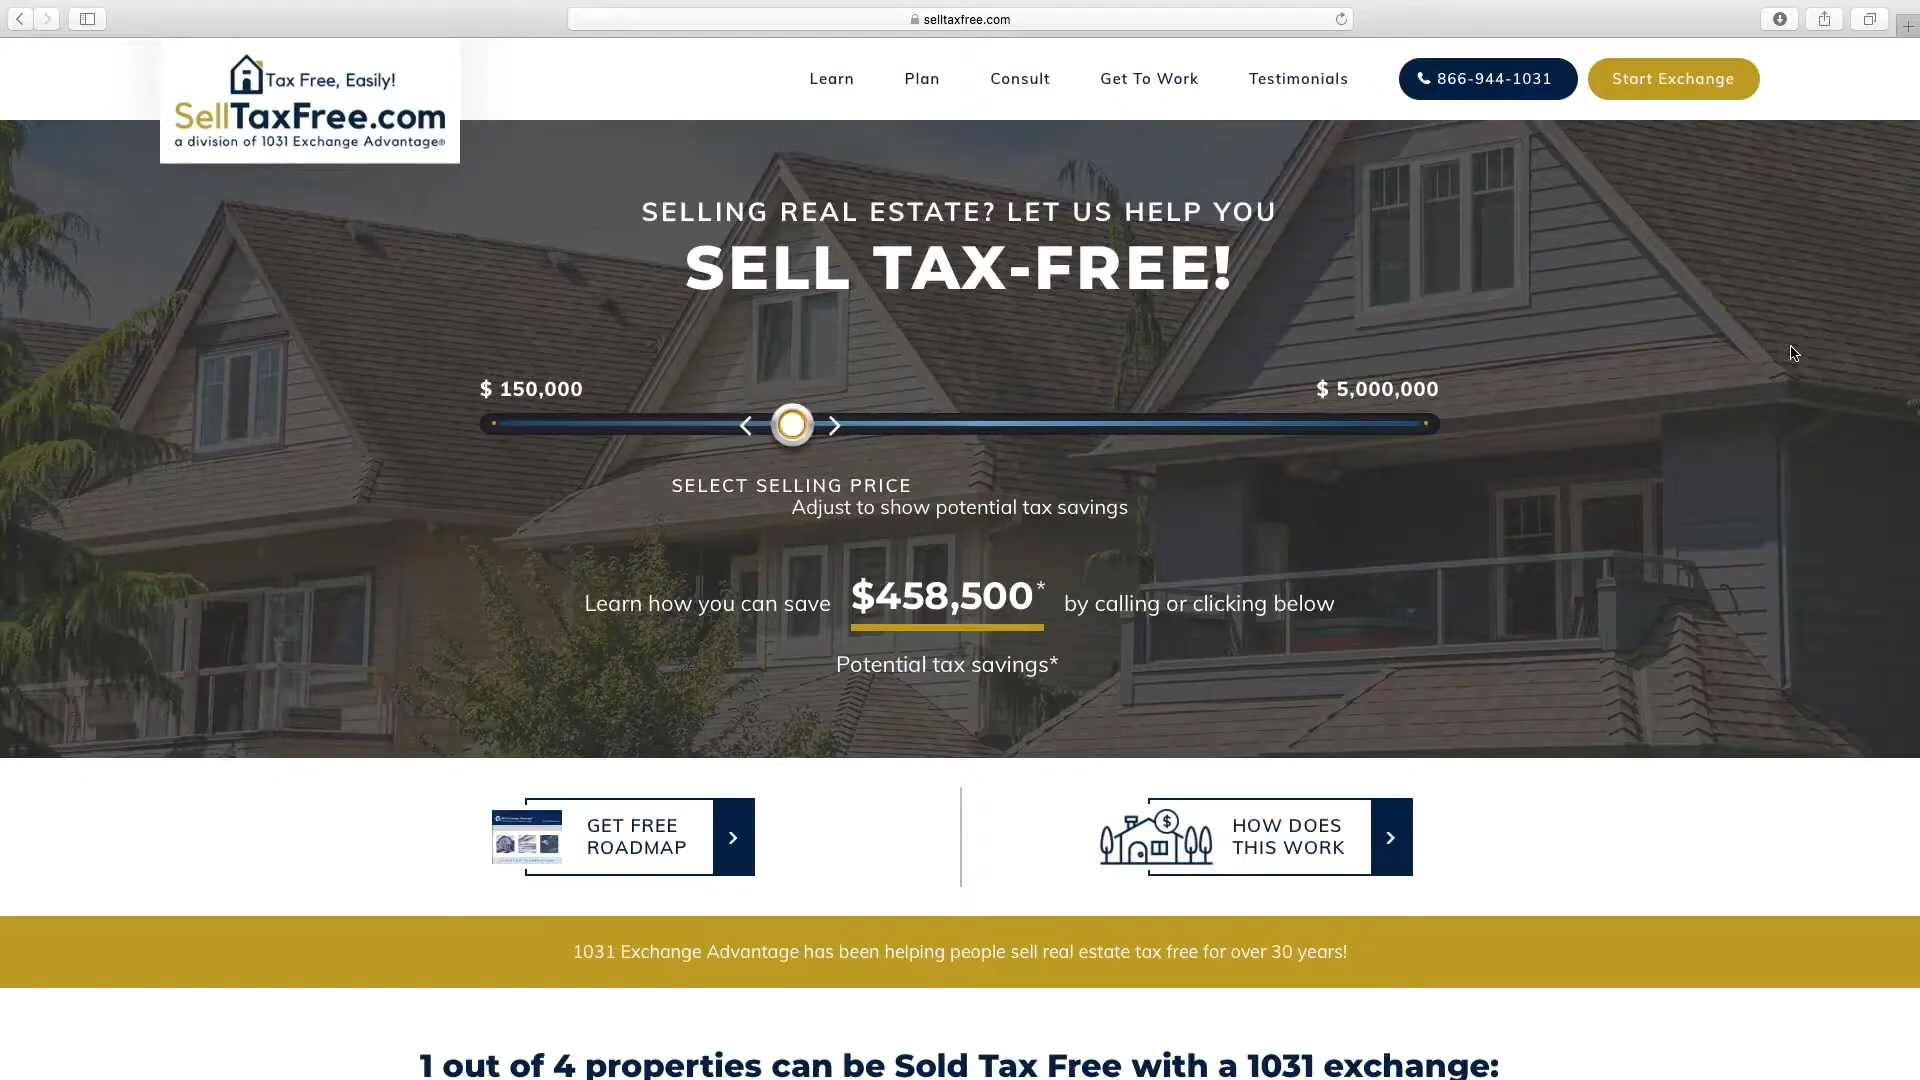 selltaxfree.com
Tax Free, Easily!
SellTaxFree.com
a division of 1031 Exchange Advantage®
Learn
Plan
Consult
Get To Work
Testimonials
866-944-1031
Start Exchange
SELLING REAL ESTATE? LET US HELP YOU
SELL TAX-FREE!
$ 150,000
$ 5,000,000
SELECT SELLING PRICE
Adjust to show potential tax savings
Learn how you can save $458,500* by calling or clicking below
Potential tax savings*
GET FREE
ROADMAP
HOW DOES
THIS WORK
1031 Exchange Advantage has been helping people sell real estate tax free for over 30 years!
1 out of 4 properties can be Sold Tax Free with a 1031 exchange: